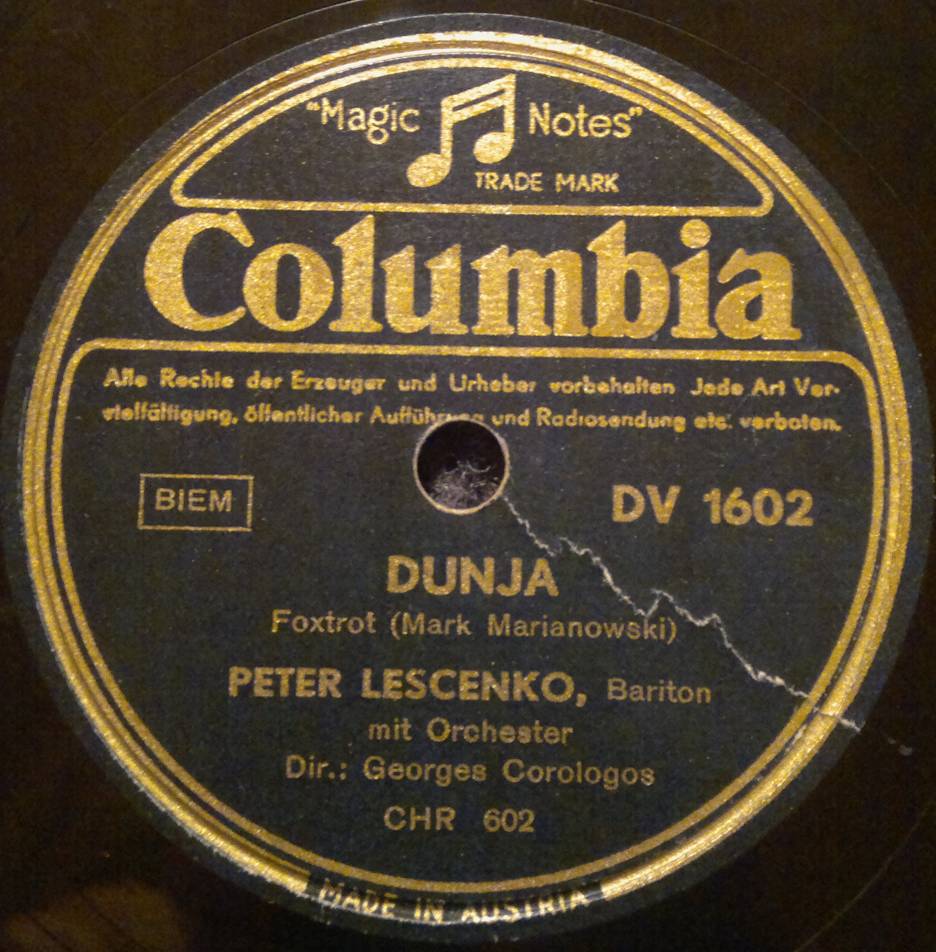 "Magic Notes"
TRADE MARK
Columbia
Alle Rechte der Erzeuger und Urheber vorbehalten Jede Art Ver-
vielfältigung, öffentlicher Aufführung und Radiosendung etc. verboten.
BIEM
DV 1602
DUNJA
Foxtrot (Mark Marianowski)
PETER LESCENKO, Bariton
mit Orchester
Dir.: Georges Corologos
CHR 602
MADE IN AUSTRIA